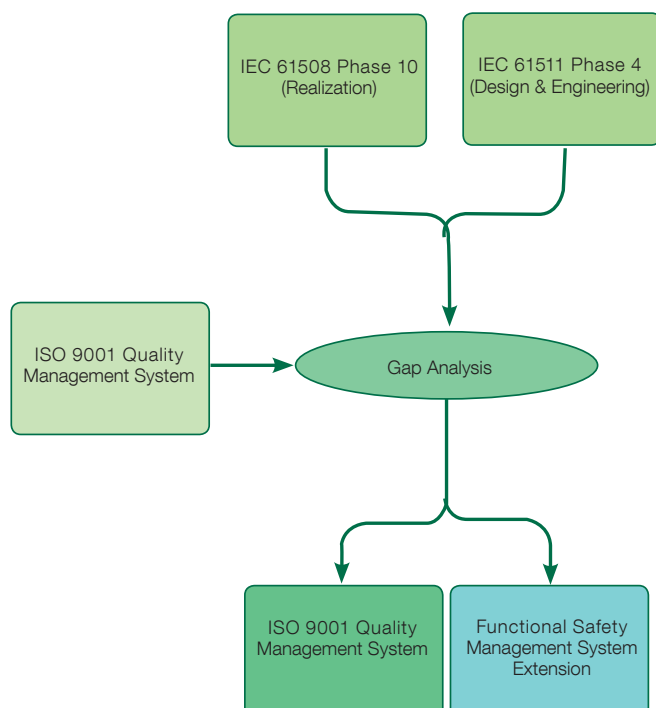 IEC 61508 Phase 10
(Realization)
IEC 61511 Phase 4
(Design & Engineering)
ISO 9001 Quality
Management System
Gap Analysis
ISO 9001 Quality
Management System
Functional Safety
Management System
Extension